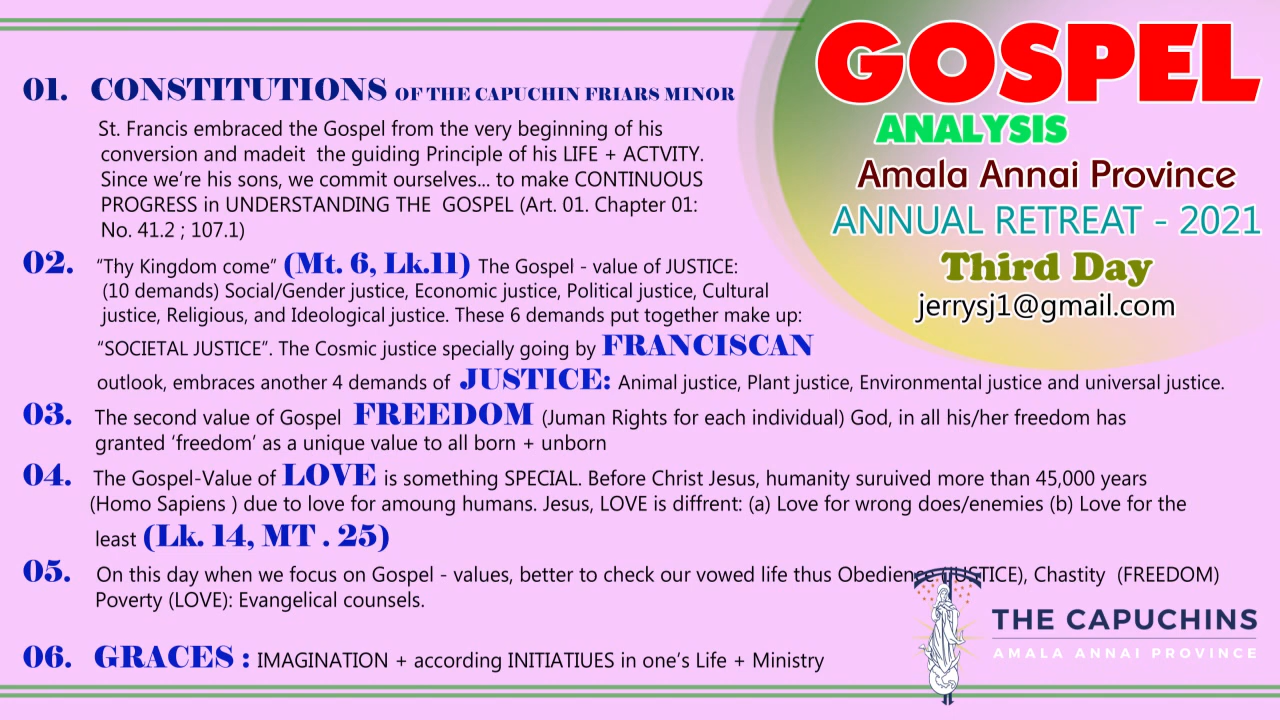 GOSPEL
ANALYSIS
Amala Annai Province
ANNUAL RETREAT - 2021
Third Day
jerrysj1@gmail.com
01. CONSTITUTIONS OF THE CAPUCHIN FRIARS MINOR
St. Francis embraced the Gospel from the very beginning of his
conversion and madeit the guiding Principle of his LIFE + ACTVITY.
Since we're his sons, we commit ourselves... to make CONTINUOUS
PROGRESS in UNDERSTANDING THE GOSPEL (Art. 01. Chapter 01:
No. 41.2 ; 107.1)
02. "Thy Kingdom come" (Mt. 6, Lk.11) The Gospel - value of JUSTICE:
(10 demands) Social/Gender justice, Economic justice, Political justice, Cultural
justice, Religious, and Ideological justice. These 6 demands put together make up:
"SOCIETAL JUSTICE". The Cosmic justice specially going by FRANCISCAN
outlook, embraces another 4 demands of JUSTICE: Animal justice, Plant justice, Environmental justice and universal justice.
03. The second value of Gospel FREEDOM (Juman Rights for each individual) God, in all his/her freedom has
granted 'freedom' as a unique value to all born + unborn
04. The Gospel-Value of LOVE is something SPECIAL. Before Christ Jesus, humanity suruived more than 45,000 years
(Homo Sapiens ) due to love for amoung humans. Jesus, LOVE is diffrent: (a) Love for wrong does/enemies (b) Love for the
least (Lk. 14, MT . 25)
05. On this day when we focus on Gospel - values, better to check our vowed life thus Obedience (JUSTICE), Chastity (FREEDOM)
Poverty (LOVE): Evangelical counsels.
06. GRACES : IMAGINATION + according INITIATIUES in one's Life + Ministry
THE CAPUCHINS
AMALA ANNAI PROVINCE